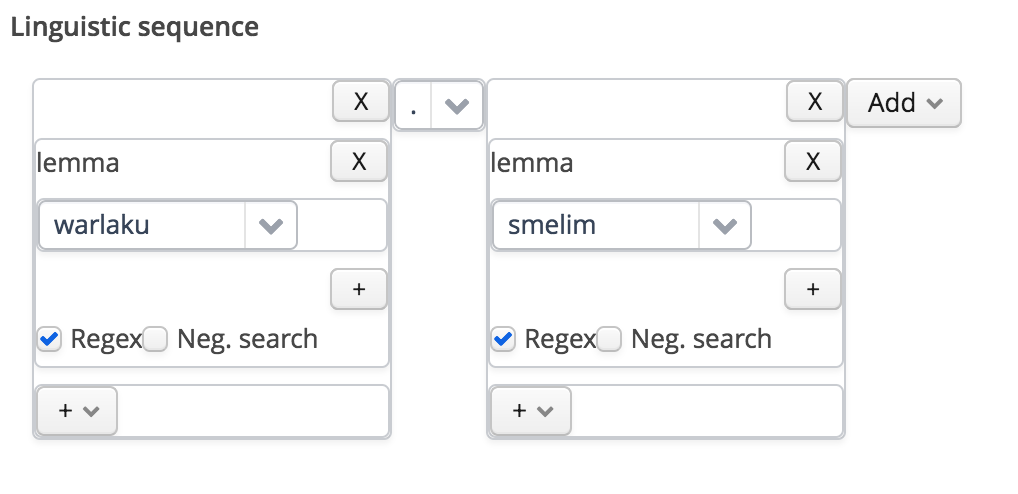 Linguistic sequence
X . X Add
lemma X lemma X
warlaku smelim
+ +
Regex Neg. search Regex Neg. search
+ +